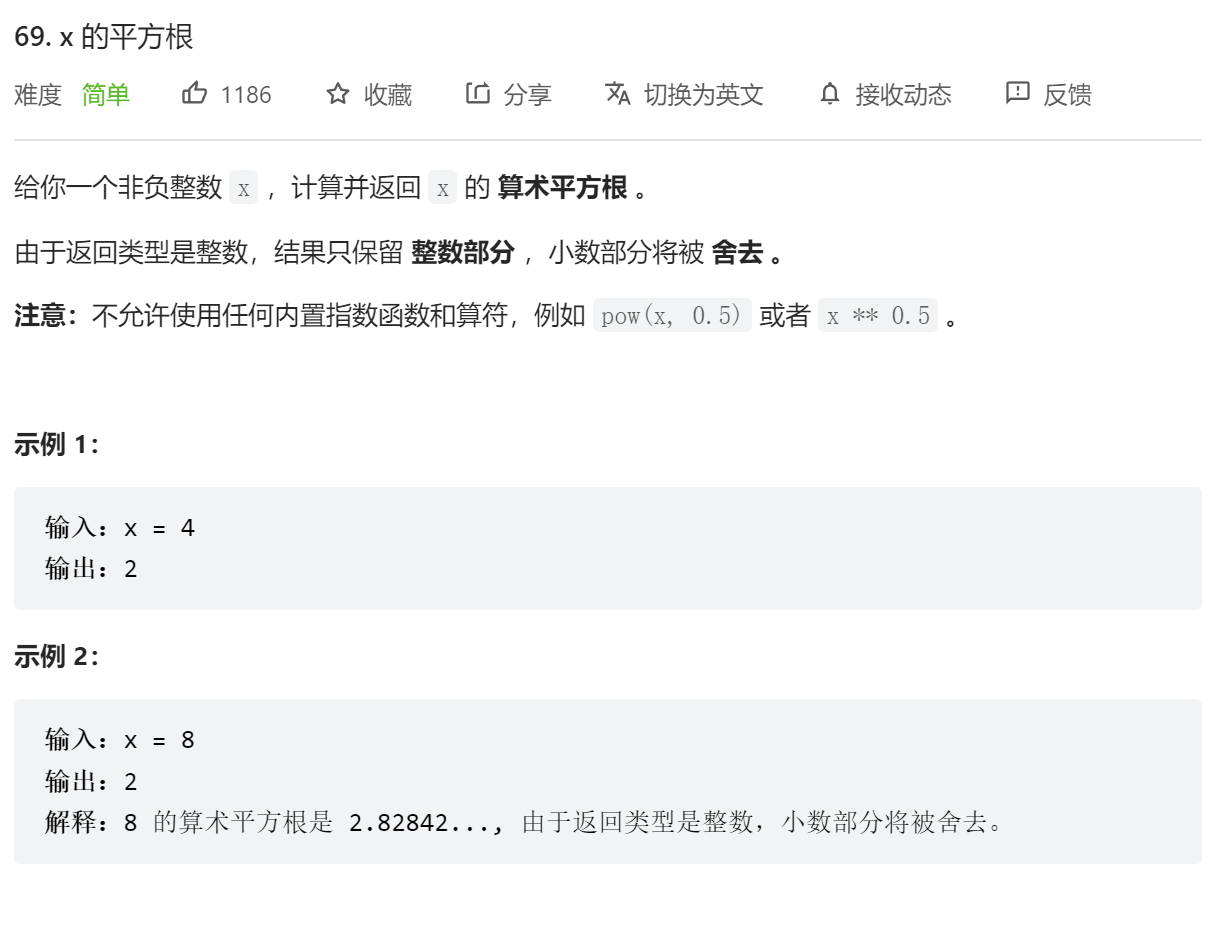 69. x 的平方根
难度 简单 1186 收藏 分享 切换为英文 接收动态 反馈
给你一个非负整数 x ，计算并返回 x 的 算术平方根 。
由于返回类型是整数，结果只保留 整数部分 ，小数部分将被 舍去 。
注意：不允许使用任何内置指数函数和算符，例如 pow(x, 0.5) 或者 x ** 0.5 。
示例 1：
输入：x = 4
输出：2
示例 2：
输入：x = 8
输出：2
解释：8 的算术平方根是 2.82842..., 由于返回类型是整数，小数部分将被舍去。